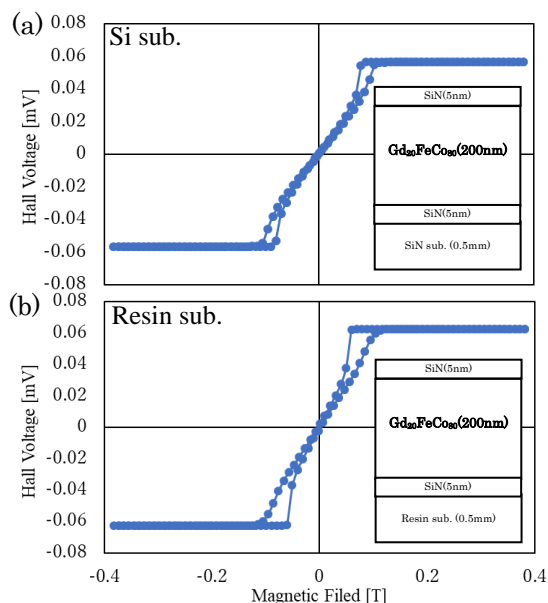 (a)
Si sub.
0.08
0.06
0.04
0.02
0
-0.02
-0.04
-0.06
-0.08
Hall Voltage [mV]
SiN(5nm)
Gd₂₀FeCo₈₀(200nm)
SiN(5nm)
SiN sub. (0.5mm)
(b)
Resin sub.
0.08
0.06
0.04
0.02
0
-0.02
-0.04
-0.06
-0.08
Hall Voltage [mV]
SiN(5nm)
Gd₂₀FeCo₈₀(200nm)
SiN(5nm)
Resin sub. (0.5mm)
-0.4 -0.2 0 0.2 0.4
Magnetic Filed [T]